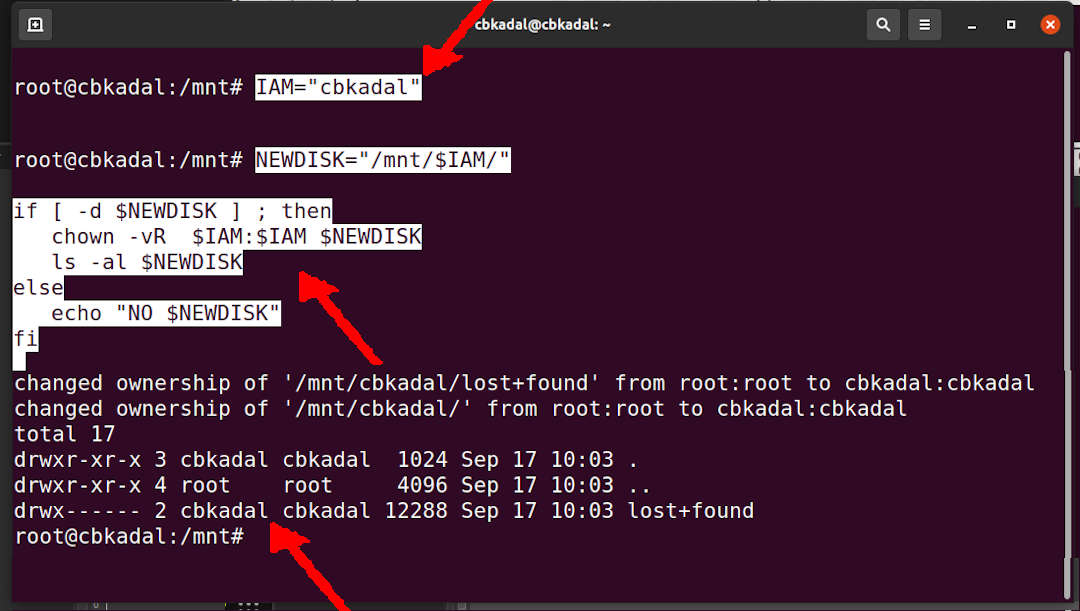 cbkadal@cbkadal: ~
root@cbkadal:/mnt# IAM="cbkadal"
root@cbkadal:/mnt# NEWDISK="/mnt/$IAM/"
if [ -d $NEWDISK ] ; then
   chown -vR  $IAM:$IAM $NEWDISK
   ls -al $NEWDISK
else
   echo "NO $NEWDISK"
fi
changed ownership of '/mnt/cbkadal/lost+found' from root:root to cbkadal:cbkadal
changed ownership of '/mnt/cbkadal/' from root:root to cbkadal:cbkadal
total 17
drwxr-xr-x 3 cbkadal cbkadal  1024 Sep 17 10:03 .
drwxr-xr-x 4 root    root     4096 Sep 17 10:03 ..
drwx------ 2 cbkadal cbkadal 12288 Sep 17 10:03 lost+found
root@cbkadal:/mnt#